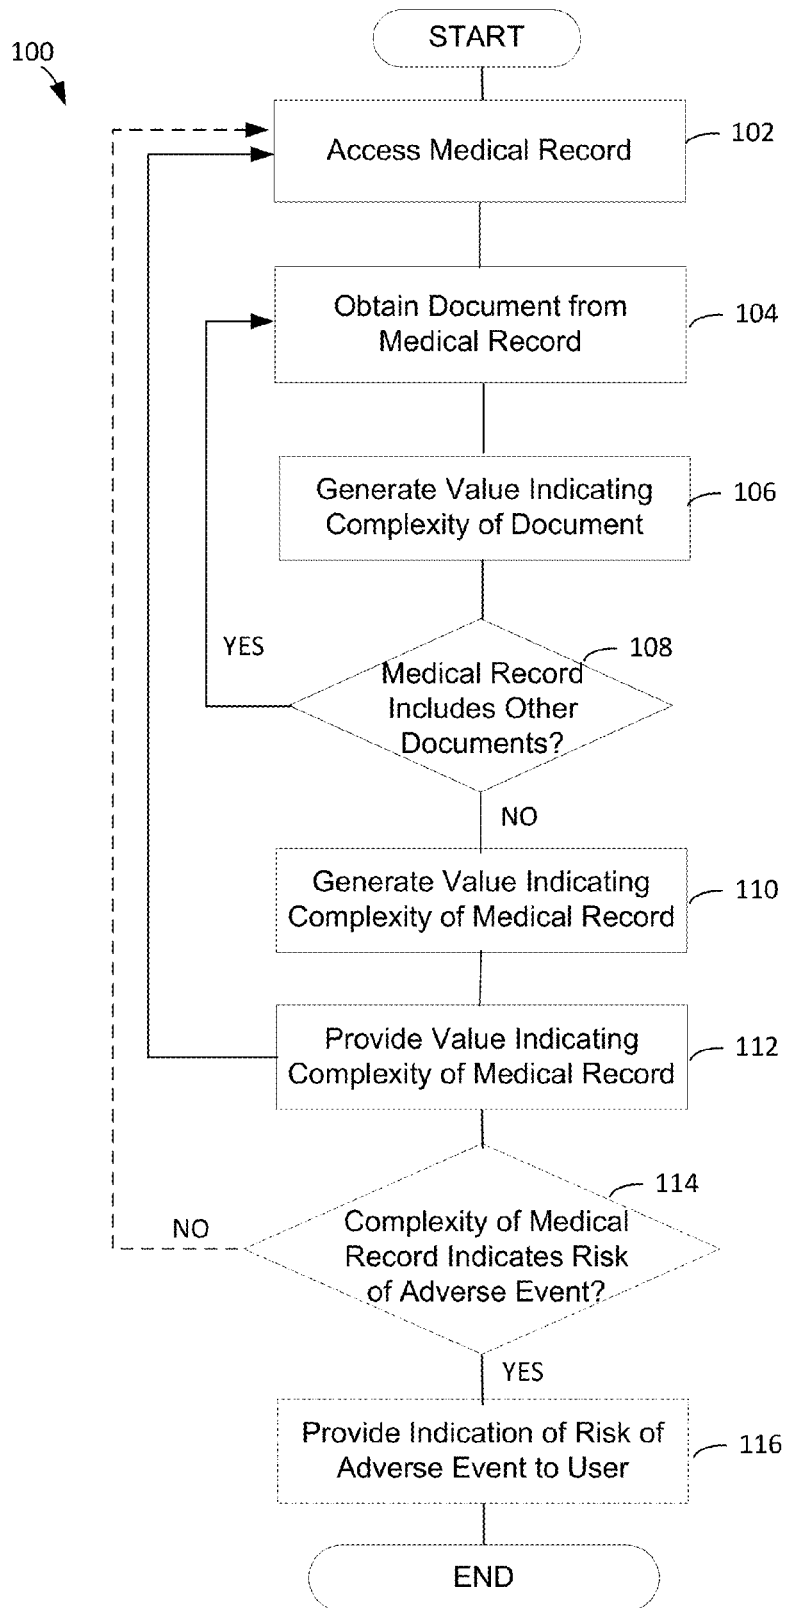 START
100
Access Medical Record
102
Obtain Document from
Medical Record
104
Generate Value Indicating
Complexity of Document
106
YES
108
Medical Record
Includes Other
Documents?
NO
Generate Value Indicating
Complexity of Medical Record
110
Provide Value Indicating
Complexity of Medical Record
112
114
NO
Complexity of Medical
Record Indicates Risk
of Adverse Event?
YES
Provide Indication of Risk of
Adverse Event to User
116
END